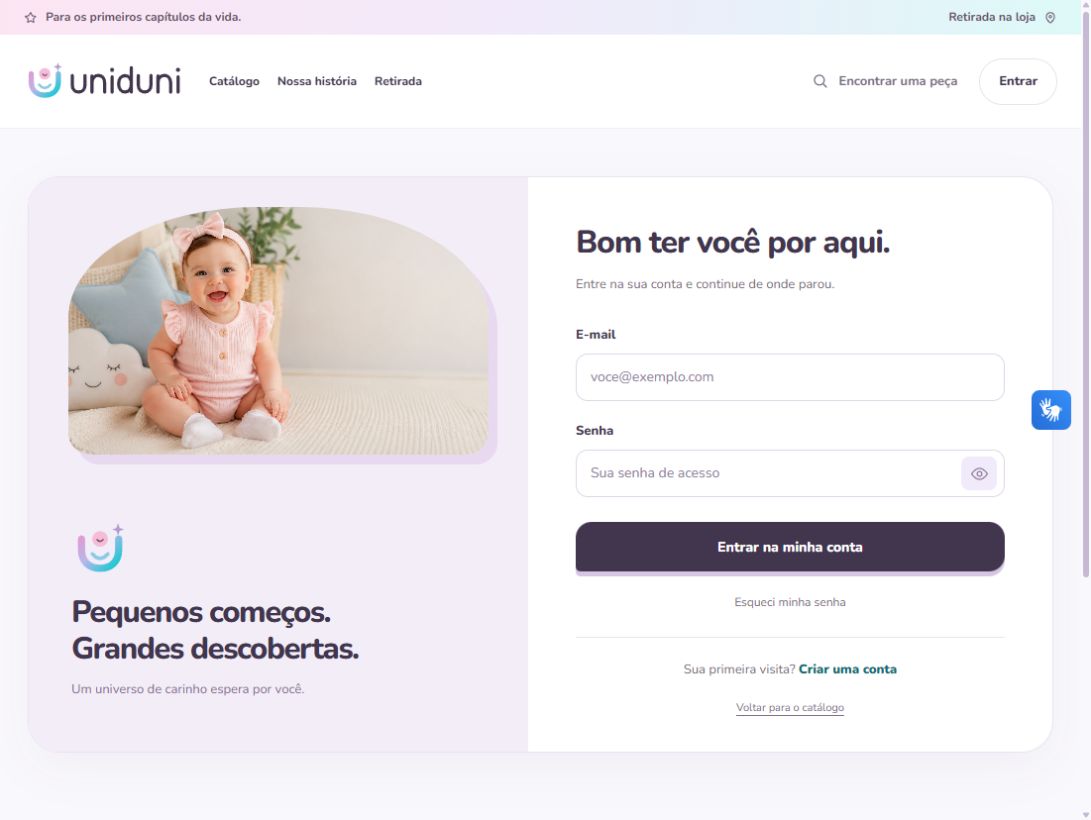 Para os primeiros capítulos da vida.
Retirada na loja
uniduni
Catálogo
Nossa história
Retirada
Encontrar uma peça
Entrar
Pequenos começos.
Grandes descobertas.
Um universo de carinho espera por você.
Bom ter você por aqui.
Entre na sua conta e continue de onde parou.
E-mail
voce@exemplo.com
Senha
Sua senha de acesso
Entrar na minha conta
Esqueci minha senha
Sua primeira visita? Criar uma conta
Voltar para o catálogo